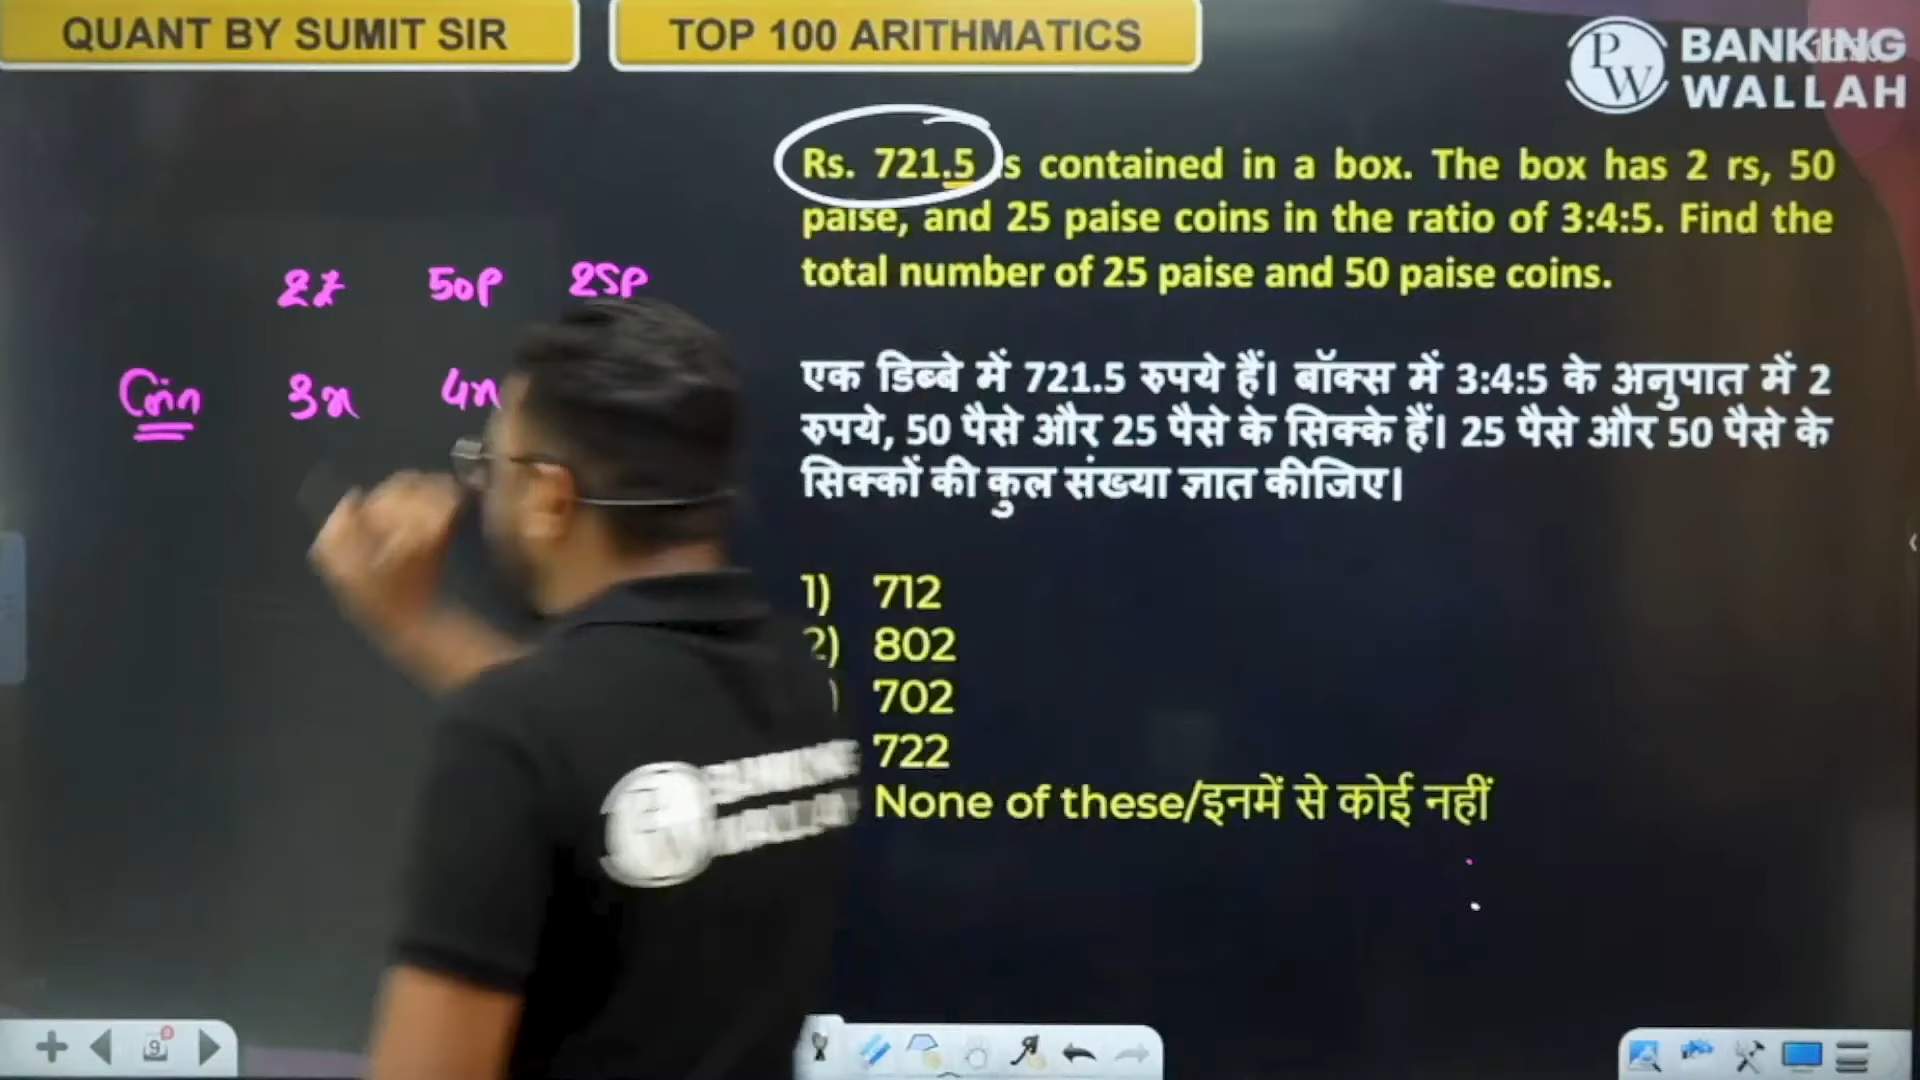 QUANT BY SUMIT SIR
TOP 100 ARITHMATICS
PW BANKING
WALLAH
Rs. 721.5 is contained in a box. The box has 2 rs, 50
paise, and 25 paise coins in the ratio of 3:4:5. Find the
total number of 25 paise and 50 paise coins.
एक डिब्बे में 721.5 रुपये हैं। बॉक्स में 3:4:5 के अनुपात में 2
रुपये, 50 पैसे और 25 पैसे के सिक्के हैं। 25 पैसे और 50 पैसे के
सिक्कों की कुल संख्या ज्ञात कीजिए।
2₹ 50P 25P
Coin 3x 4x
1) 712
2) 802
) 702
722
None of these/इनमें से कोई नहीं
9